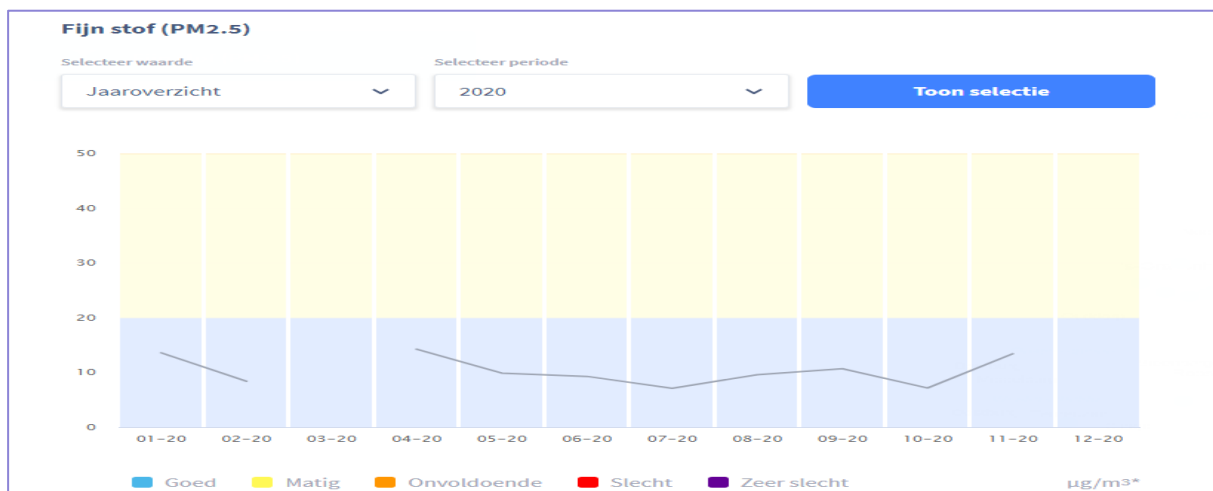 Fijn stof (PM2.5)
Selecteer waarde Selecteer periode
Jaaroverzicht 2020 Toon selectie
50
40
30
20
10
0
01-20 02-20 03-20 04-20 05-20 06-20 07-20 08-20 09-20 10-20 11-20 12-20
Goed Matig Onvoldoende Slecht Zeer slecht µg/m³*